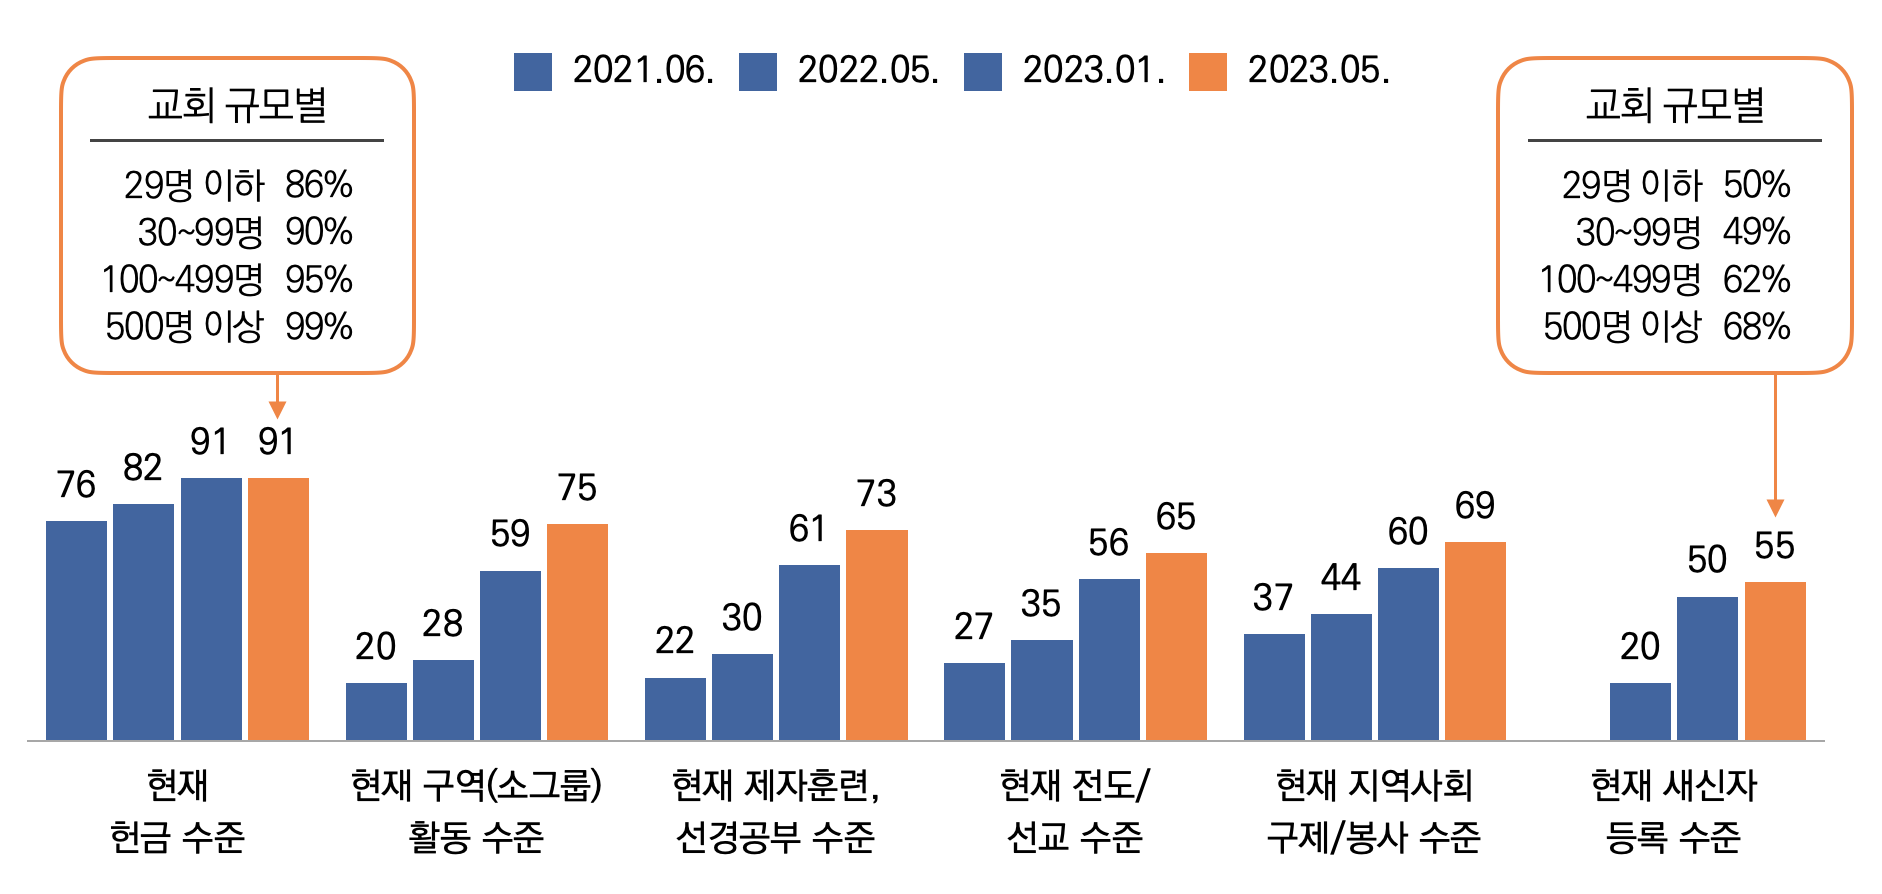 2021.06. 2022.05. 2023.01. 2023.05.
교회 규모별
29명 이하 86%
30~99명 90%
100~499명 95%
500명 이상 99%
교회 규모별
29명 이하 50%
30~99명 49%
100~499명 62%
500명 이상 68%
76 82 91 91
20 28 59 75
22 30 61 73
27 35 56 65
37 44 60 69
20 50 55
현재
헌금 수준
현재 구역(소그룹)
활동 수준
현재 제자훈련,
선경공부 수준
현재 전도/
선교 수준
현재 지역사회
구제/봉사 수준
현재 새신자
등록 수준